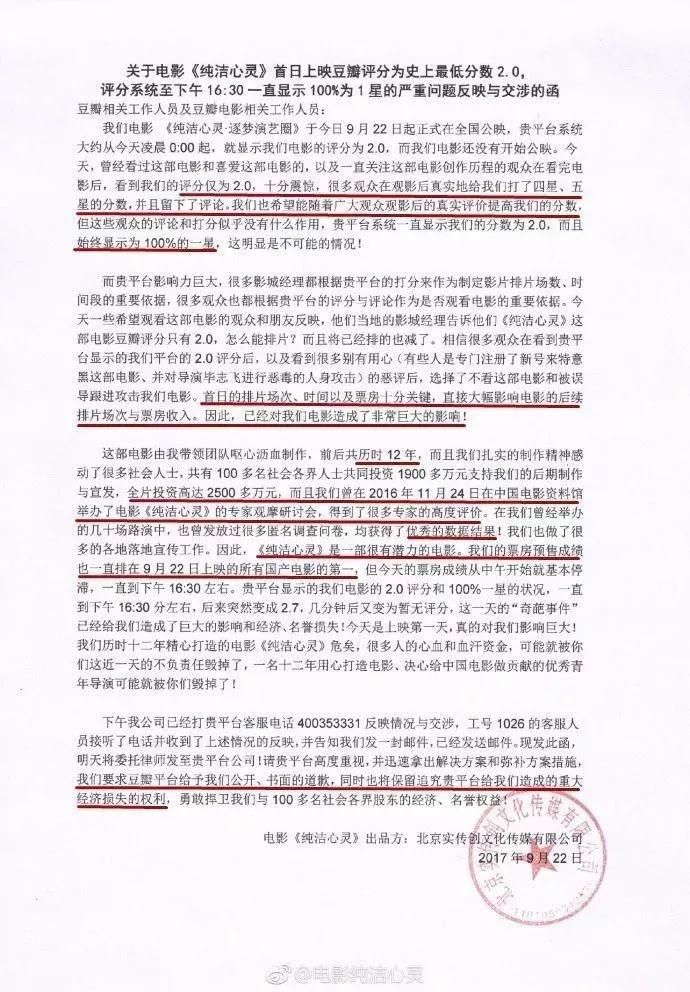 关于电影《纯洁心灵》首日上映豆瓣评分为史上最低分数 2.0，
评分系统至下午 16:30 一直显示 100%为 1 星的严重问题反映与交涉的函
豆瓣相关工作人员及豆瓣电影相关工作人员：
我们电影 《纯洁心灵·逐梦演艺圈》于今日 9 月 22 日起正式在全国公映，贵平台系统
大约从今天凌晨 0:00 起，就显示我们电影的评分为 2.0，而我们电影还没有开始公映。今
天，曾经看过这部电影和喜爱这部电影的，以及一直关注这部电影创作历程的观众在看完电
影后，看到我们的评分仅为 2.0，十分震惊，很多观众在观影后真实地给我们打了四星、五
星的分数，并且留下了评论。我们也希望能随着广大观众观影后的真实评价提高我们的分数，
但这些观众的评论和打分似乎没有什么作用，贵平台系统一直显示我们的分数为 2.0，而且
始终显示为 100%的一星，这明显是不可能的情况！
而贵平台影响力巨大，很多影城经理都根据贵平台的打分来作为制定影片排片场数、时
间段的重要依据，很多观众也都根据贵平台的评分与评论作为是否观看电影的重要依据。今
天一些希望观看这部电影的观众和朋友反映，他们当地的影城经理告诉他们《纯洁心灵》这
部电影豆瓣评分只有 2.0，怎么能排片？而且将已经排的也减了。相信很多观众在看到贵平
台显示的我们平台的 2.0 评分后，以及看到很多别有用心（有些人是专门注册了新号来特意
黑这部电影、并对导演毕志飞进行恶毒的人身攻击）的恶评后，选择了不看这部电影和被误
导跟进攻击我们电影。首日的排片场次、时间以及票房十分关键，直接大幅影响电影的后续
排片场次与票房收入。因此，已经对我们电影造成了非常巨大的影响！
这部电影由我带领团队呕心沥血制作，前后共历时 12 年，而且我们扎实的制作精神感
动了很多社会人士，共有 100 多名社会各界人士共同投资 1900 多万元支持我们的后期制作
与宣发，全片投资高达 2500 多万元，而且我们曾在 2016 年 11 月 24 日在中国电影资料馆
举办了电影《纯洁心灵》的专家观摩研讨会，得到了很多专家的高度评价。在我们曾经举办
的几十场路演中，也曾发放过很多匿名调查问卷，均获得了优秀的数据结果！我们也做了很
多的各地落地宣传工作。因此，《纯洁心灵》是一部很有潜力的电影。我们的票房预售成绩
也一直排在 9 月 22 日上映的所有国产电影的第一，但今天的票房成绩从中午开始就基本停
滞，一直到下午 16:30 左右。贵平台显示的我们电影的 2.0 评分和 100%一星的状况，一直
到下午 16:30 分左右，后来突然变成 2.7，几分钟后又变为暂无评分，这一天的“奇葩事件”
已经给我们造成了巨大的影响和经济、名誉损失！今天是上映第一天，真的对我们影响巨大！
我们历时十二年精心打造的电影《纯洁心灵》危矣，很多人的心血和血汗资金，可能就被你
们这近一天的不负责任毁掉了，一名十二年用心打造电影、决心给中国电影做贡献的优秀青
年导演可能就被你们毁掉了！
下午我公司已经打贵平台客服电话 400353331 反映情况与交涉，工号 1026 的客服人
员接听了电话并收到了上述情况的反映，并告知我们发一封邮件，已经发送邮件。现发此函，
明天将委托律师发至贵平台公司！请贵平台高度重视，并迅速拿出解决方案和弥补方案措施，
我们要求豆瓣平台给予我们公开、书面的道歉，同时也将保留追究贵平台给我们造成的重大
经济损失的权利，勇敢捍卫我们与 100 多名社会各界股东的经济、名誉权益！
电影《纯洁心灵》出品方：北京实传创文化传媒有限公司
2017 年 9 月 22 日
北京实传创文化传媒有限公司
@电影纯洁心灵